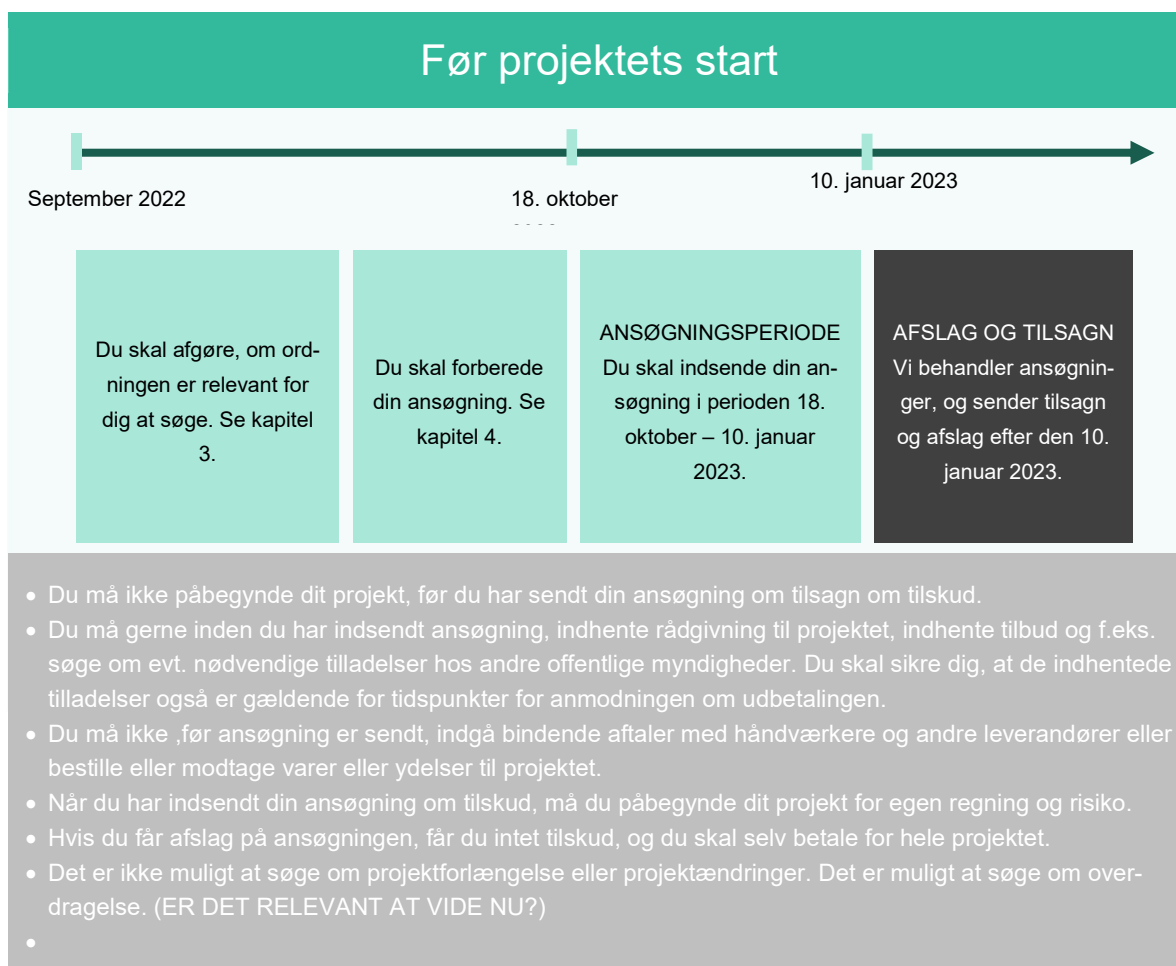 Før projektets start
September 2022
18. oktober
10. januar 2023
Du skal afgøre, om ord-
ningen er relevant for
dig at søge. Se kapitel
3.
Du skal forberede
din ansøgning. Se
kapitel 4.
ANSØGNINGSPERIODE
Du skal indsende din an-
søgning i perioden 18.
oktober – 10. januar
2023.
AFSLAG OG TILSAGN
Vi behandler ansøgnin-
ger, og sender tilsagn
og afslag efter den 10.
januar 2023.
• Du må ikke påbegynde dit projekt, før du har sendt din ansøgning om tilsagn om tilskud.
• Du må gerne inden du har indsendt ansøgning, indhente rådgivning til projektet, indhente tilbud og f.eks.
søge om evt. nødvendige tilladelser hos andre offentlige myndigheder. Du skal sikre dig, at de indhentede
tilladelser også er gældende for tidspunkter for anmodningen om udbetalingen.
• Du må ikke ,før ansøgning er sendt, indgå bindende aftaler med håndværkere og andre leverandører eller
bestille eller modtage varer eller ydelser til projektet.
• Når du har indsendt din ansøgning om tilskud, må du påbegynde dit projekt for egen regning og risiko.
• Hvis du får afslag på ansøgningen, får du intet tilskud, og du skal selv betale for hele projektet.
• Det er ikke muligt at søge om projektforlængelse eller projektændringer. Det er muligt at søge om over-
dragelse. (ER DET RELEVANT AT VIDE NU?)
•